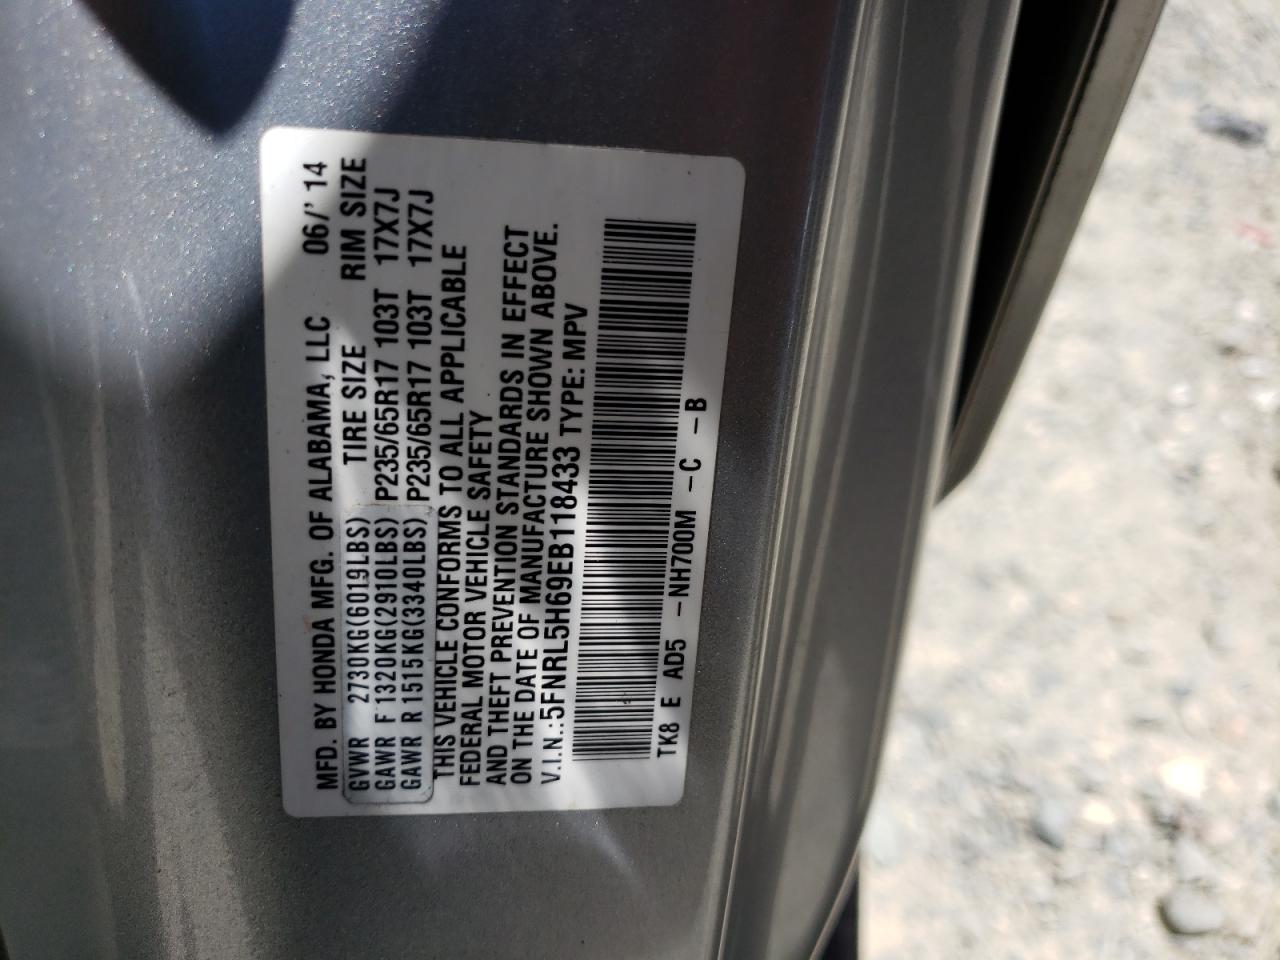 MFD. BY HONDA MFG. OF ALABAMA, LLC 06/'14
TIRE SIZE RIM SIZE
GVWR 2730KG(6019LBS)
GAWR F 1320KG(2910LBS) P235/65R17 103T 17X7J
GAWR R 1515KG(3340LBS) P235/65R17 103T 17X7J
THIS VEHICLE CONFORMS TO ALL APPLICABLE
FEDERAL MOTOR VEHICLE SAFETY
AND THEFT PREVENTION STANDARDS IN EFFECT
ON THE DATE OF MANUFACTURE SHOWN ABOVE.
V.I.N.:5FNRL5H69EB118433 TYPE: MPV
TK8 E AD5 -NH700M -C -B